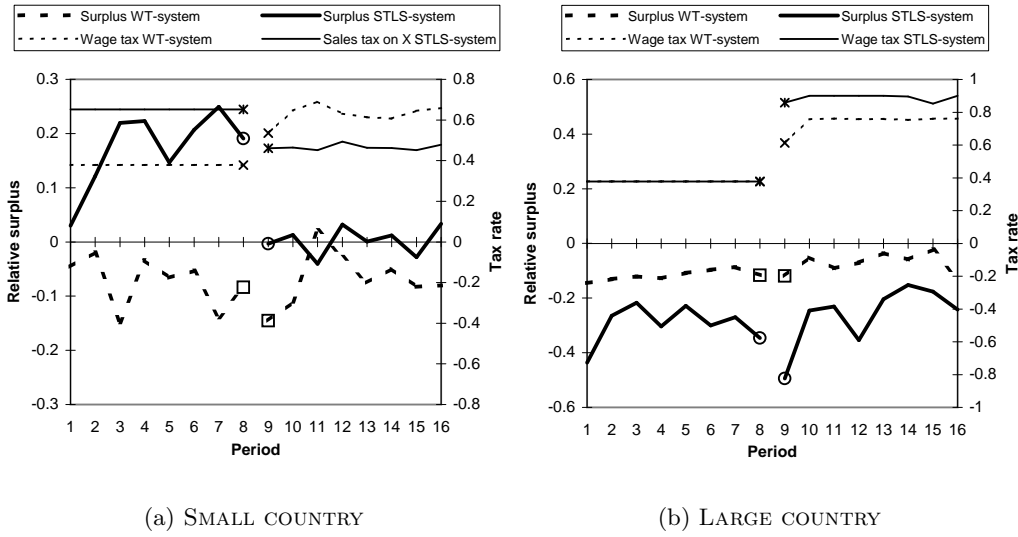 Surplus WT-system Surplus STLS-system
Wage tax WT-system Sales tax on X STLS-system
0.3 0.8
0.2 0.6
0.1 0.4
0 0.2
-0.1 0
-0.2 -0.2
-0.3 -0.4
-0.6
-0.8
Relative surplus
Tax rate
1 2 3 4 5 6 7 8 9 10 11 12 13 14 15 16
Period
(a) SMALL COUNTRY
Surplus WT-system Surplus STLS-system
Wage tax WT-system Wage tax STLS-system
0.6 1
0.4 0.8
0.2 0.6
0 0.4
-0.2 0.2
-0.4 0
-0.6 -0.2
-0.4
-0.6
-0.8
-1
Relative surplus
Tax rate
1 2 3 4 5 6 7 8 9 10 11 12 13 14 15 16
Period
(b) LARGE COUNTRY